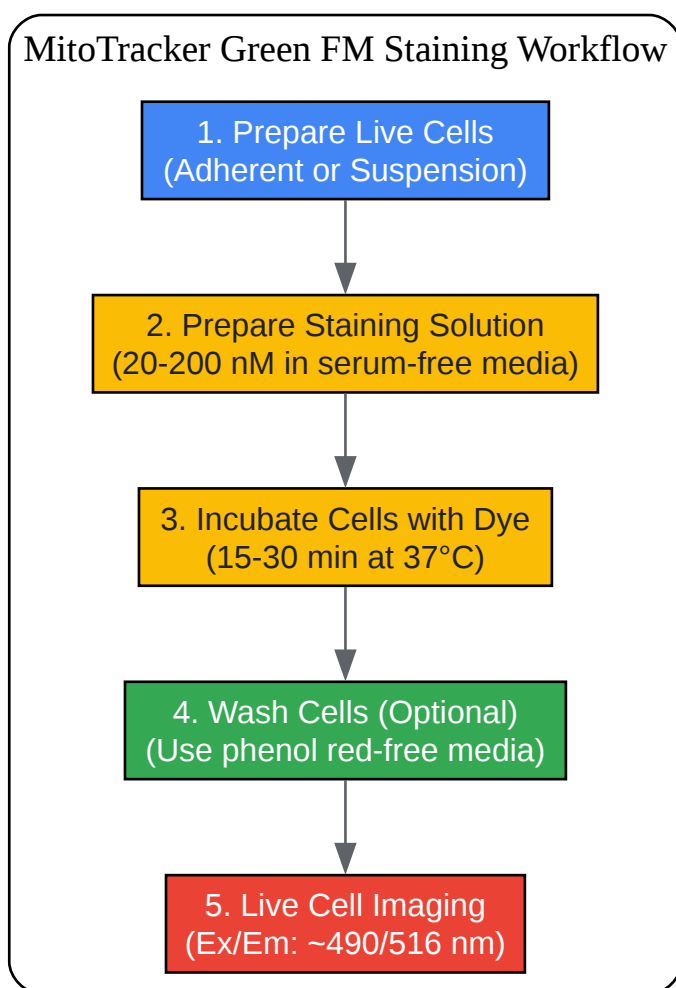 MitoTracker Green FM Staining Workflow
1. Prepare Live Cells
(Adherent or Suspension)
2. Prepare Staining Solution
(20-200 nM in serum-free media)
3. Incubate Cells with Dye
(15-30 min at 37°C)
4. Wash Cells (Optional)
(Use phenol red-free media)
5. Live Cell Imaging
(Ex/Em: ~490/516 nm)